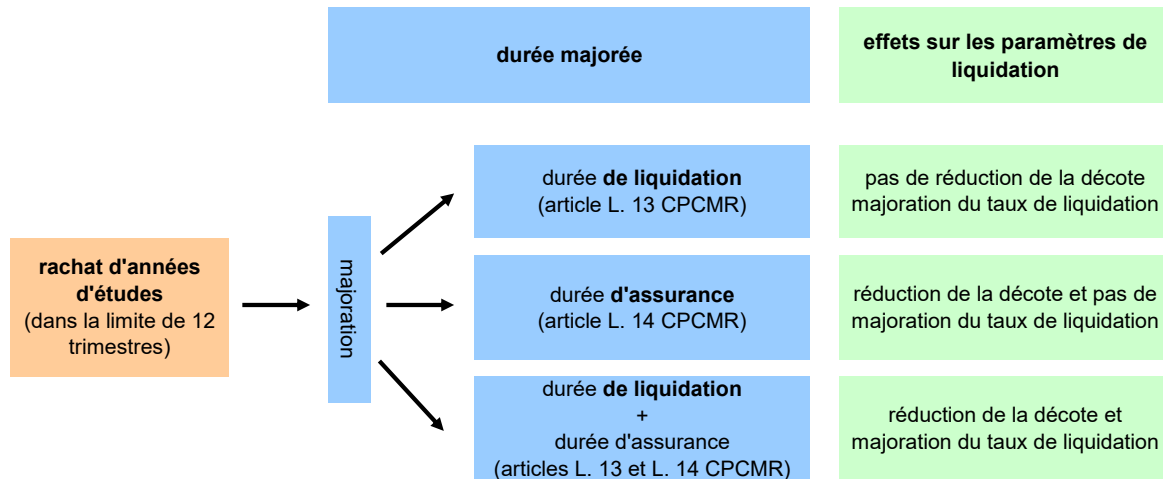 durée majorée
effets sur les paramètres de
liquidation
rachat d'années
d'études
(dans la limite de 12
trimestres)
majoration
durée de liquidation
(article L. 13 CPCMR)
pas de réduction de la décote
majoration du taux de liquidation
durée d'assurance
(article L. 14 CPCMR)
réduction de la décote et pas de
majoration du taux de liquidation
durée de liquidation
+
durée d'assurance
(articles L. 13 et L. 14 CPCMR)
réduction de la décote et
majoration du taux de liquidation